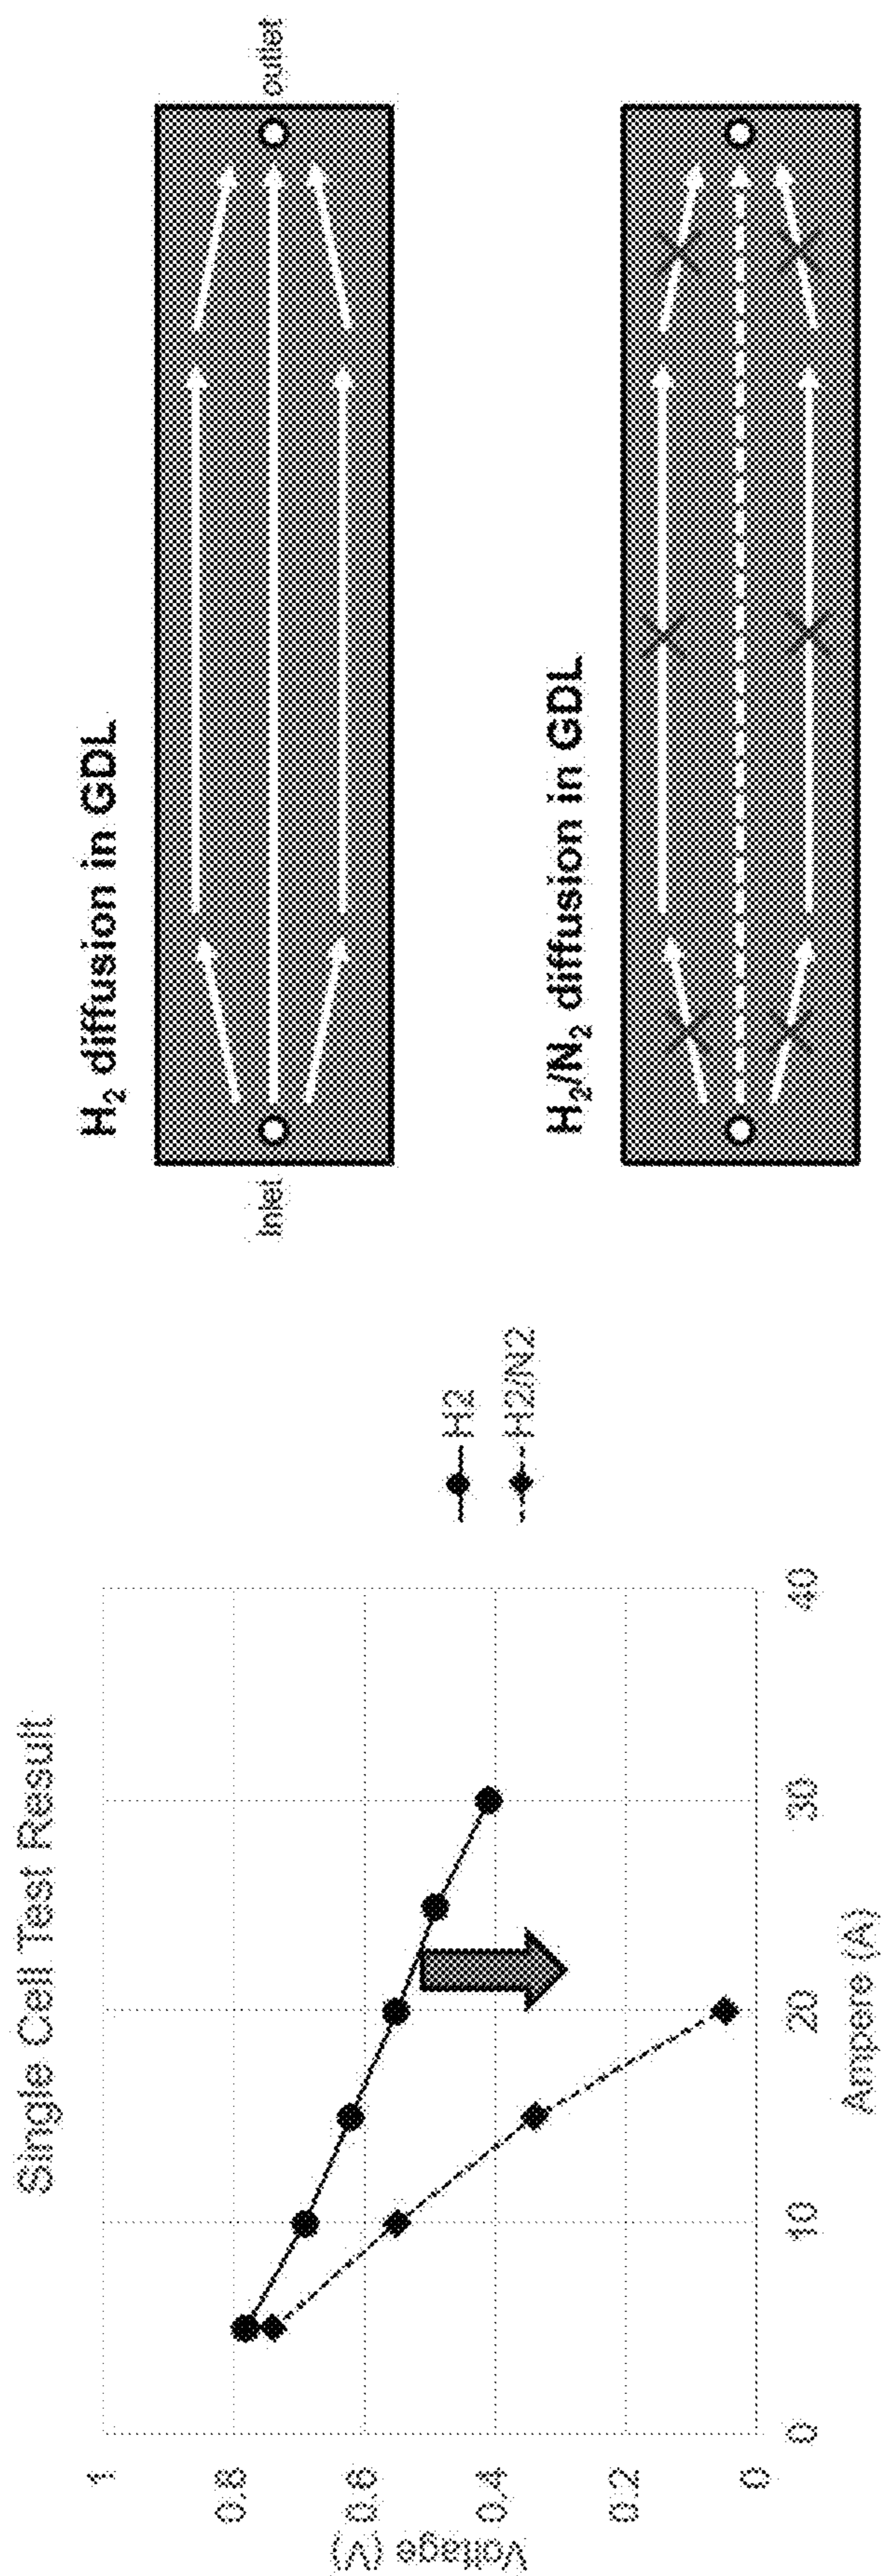 Single Cell Test Result
Voltage (V)
1
0.8
0.6
0.4
0.2
0
0
10
20
30
40
Ampere (A)
H2
H2/N2
H₂ diffusion in GDL
Inlet
outlet
H₂/N₂ diffusion in GDL